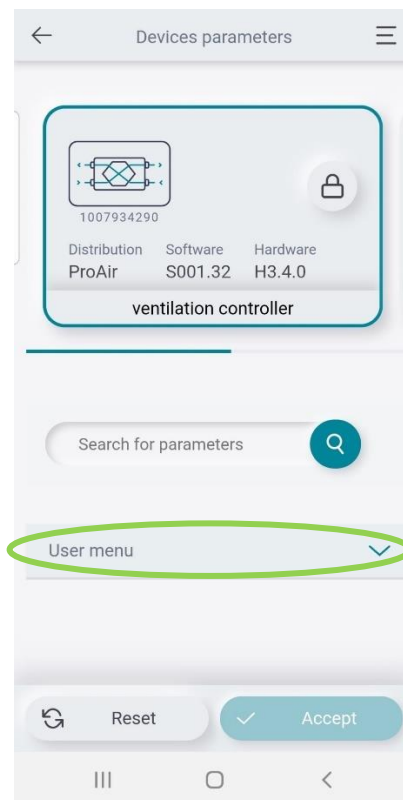 Devices parameters
1007934290
Distribution Software Hardware
ProAir S001.32 H3.4.0
ventilation controller
Search for parameters
User menu
Reset Accept